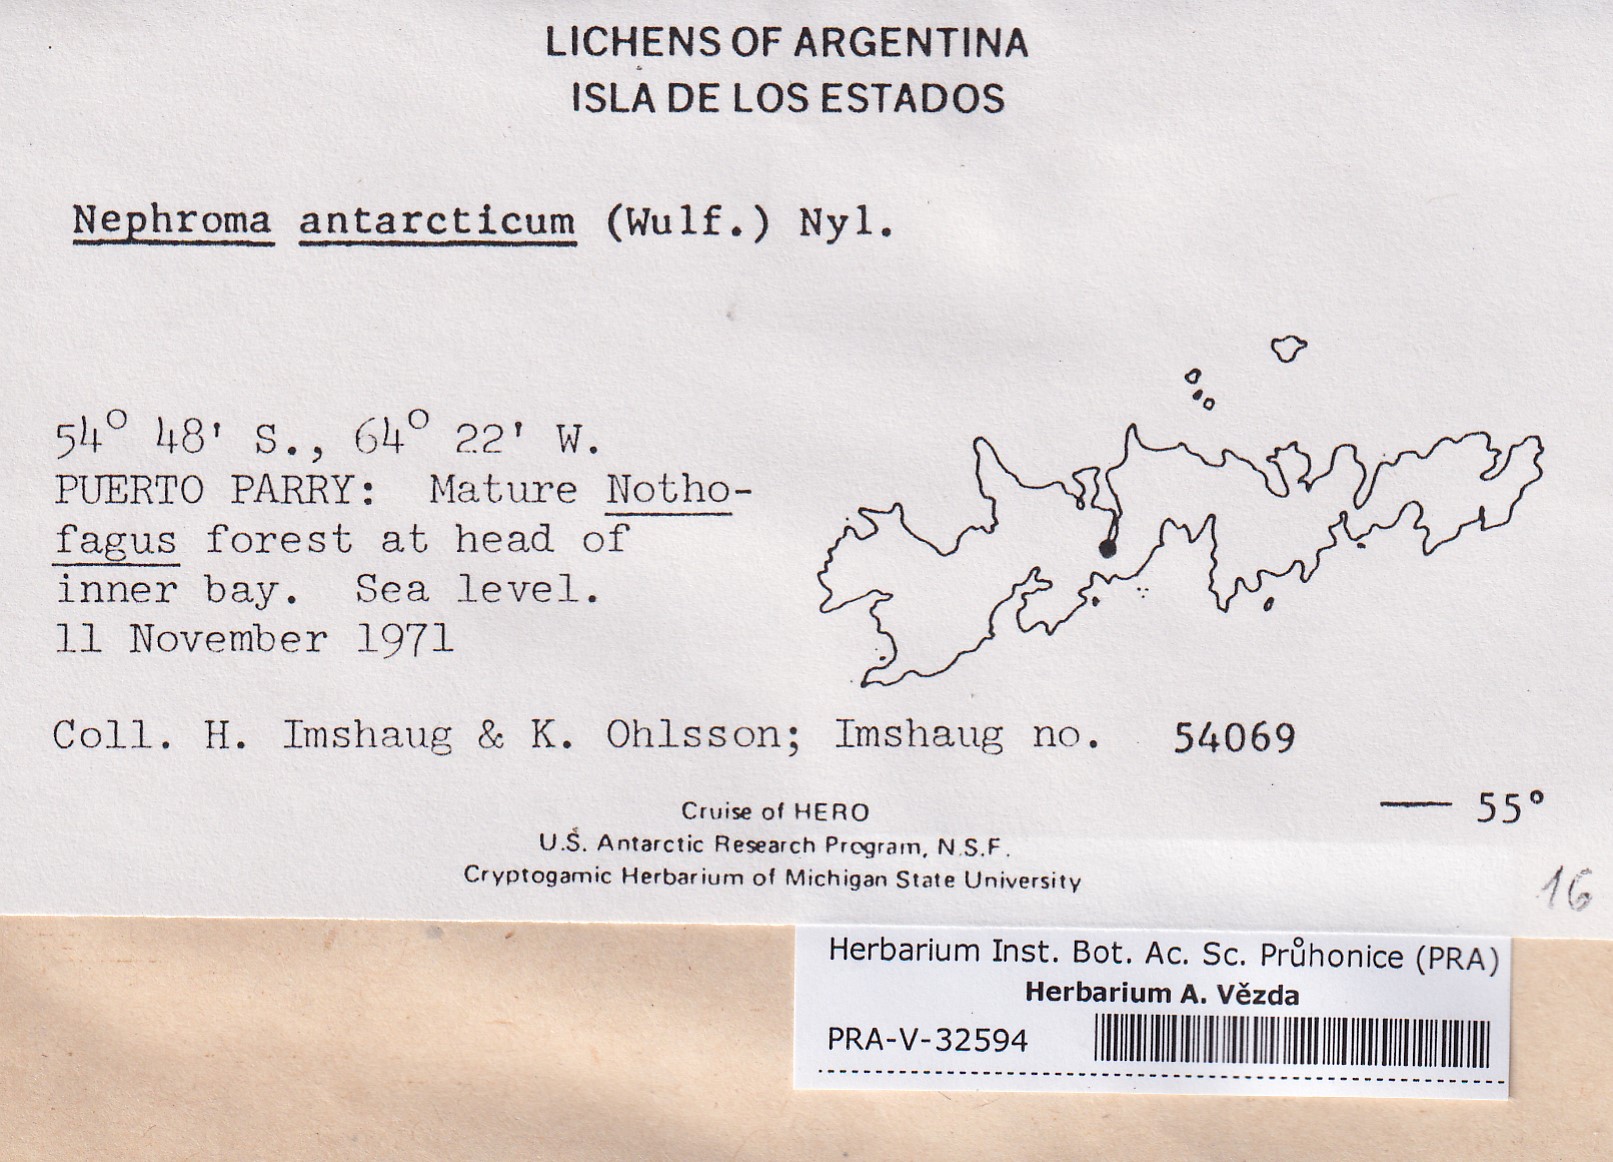 LICHENS OF ARGENTINA
ISLA DE LOS ESTADOS
Nephroma antarcticum (Wulf.) Nyl.
54° 48' S., 64° 22' W.
PUERTO PARRY: Mature Notho-
fagus forest at head of
inner bay. Sea level.
11 November 1971
Coll. H. Imshaug & K. Ohlsson; Imshaug no. 54069
— 55°
Cruise of HERO
U.S. Antarctic Research Program, N.S.F.
Cryptogamic Herbarium of Michigan State University
16
Herbarium Inst. Bot. Ac. Sc. Průhonice (PRA)
Herbarium A. Vězda
PRA-V-32594